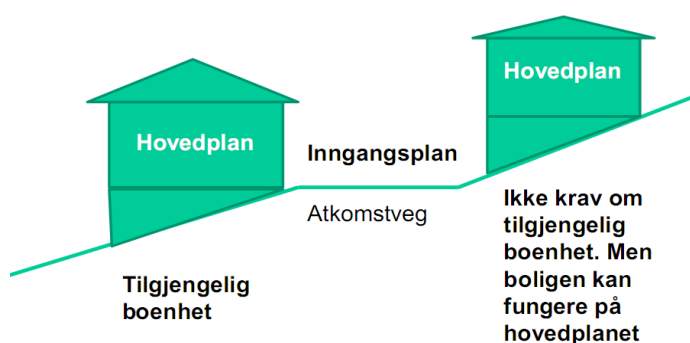 Hovedplan
Hovedplan
Inngangsplan
Atkomstveg
Tilgjengelig
boenhet
Ikke krav om
tilgjengelig
boenhet. Men
boligen kan
fungere på
hovedplanet